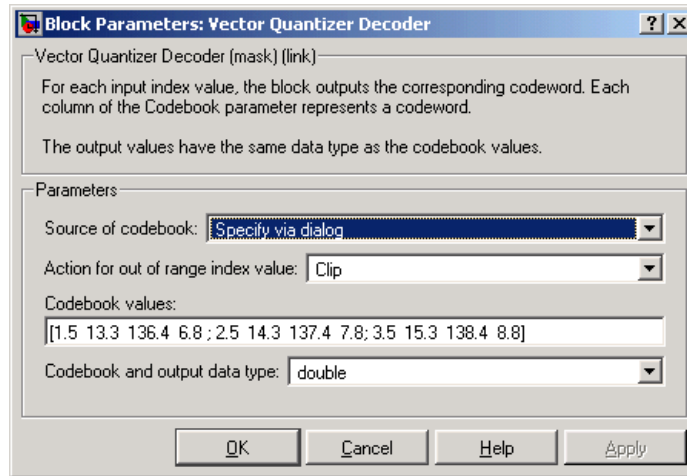 Block Parameters: Vector Quantizer Decoder
Vector Quantizer Decoder (mask) (link)
For each input index value, the block outputs the corresponding codeword. Each
column of the Codebook parameter represents a codeword.
The output values have the same data type as the codebook values.
Parameters
Source of codebook: Specify via dialog
Action for out of range index value: Clip
Codebook values:
[1.5 13.3 136.4 6.8 ; 2.5 14.3 137.4 7.8; 3.5 15.3 138.4 8.8]
Codebook and output data type: double
OK Cancel Help Apply